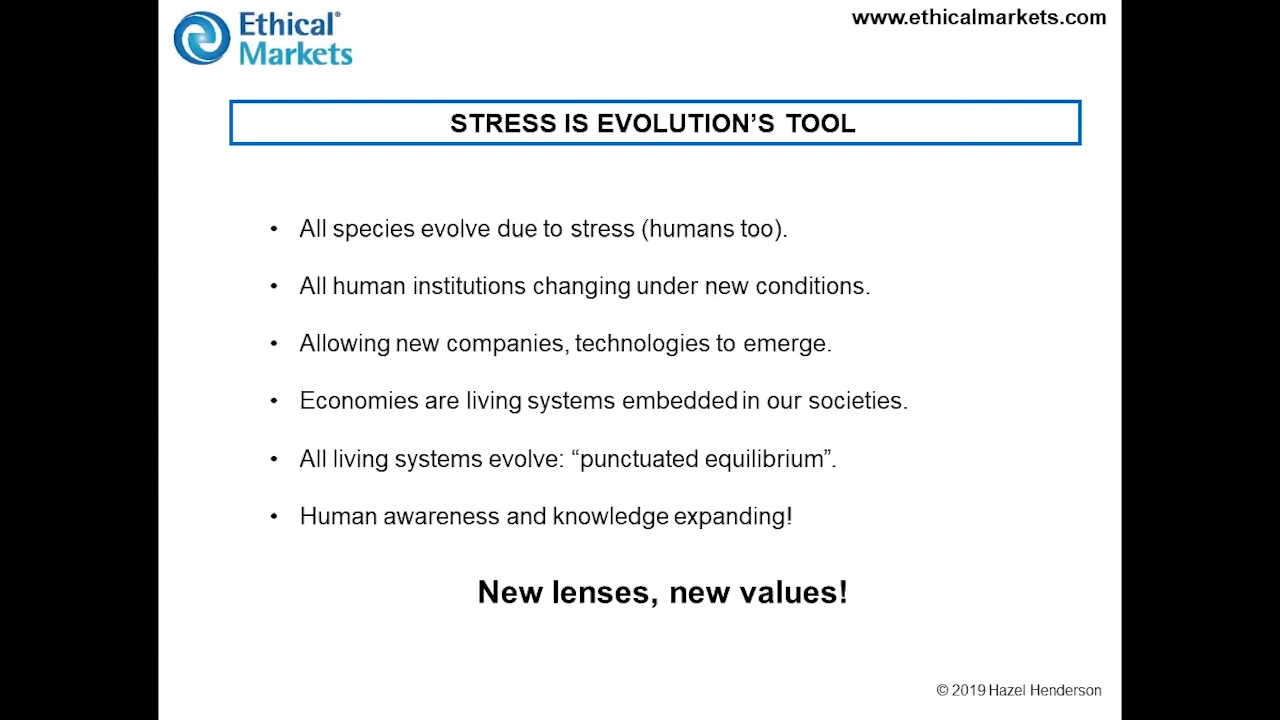 Ethical®
Markets
www.ethicalmarkets.com
STRESS IS EVOLUTION’S TOOL
• All species evolve due to stress (humans too).
• All human institutions changing under new conditions.
• Allowing new companies, technologies to emerge.
• Economies are living systems embedded in our societies.
• All living systems evolve: “punctuated equilibrium”.
• Human awareness and knowledge expanding!
New lenses, new values!
© 2019 Hazel Henderson